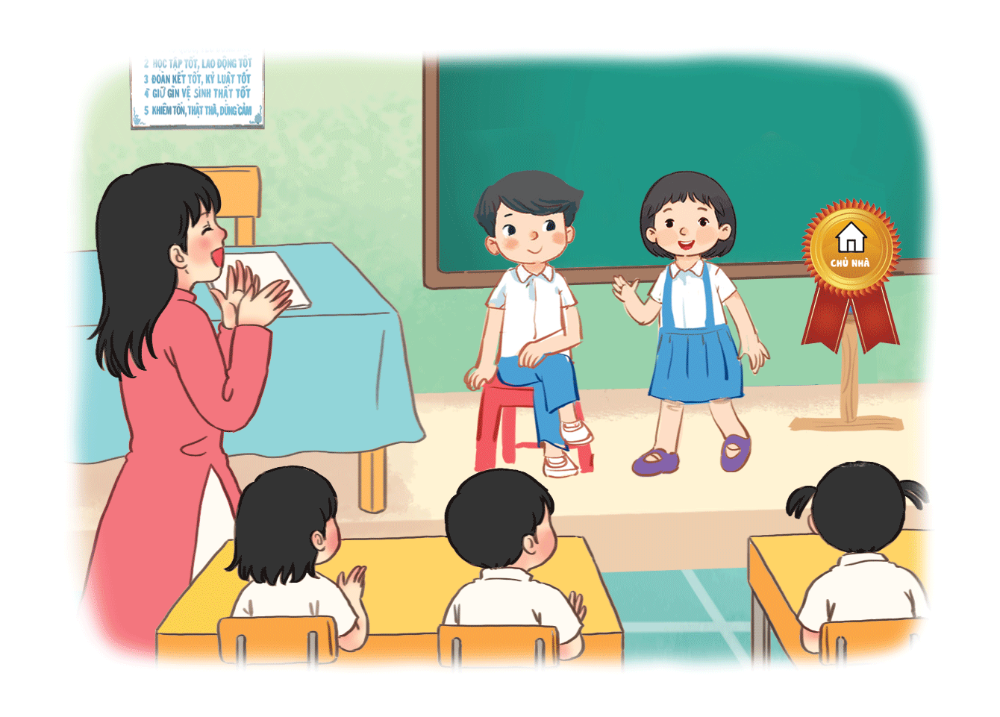 2 HỌC TẬP TỐT, LAO ĐỘNG TỐT
3 ĐOÀN KẾT TỐT, KỶ LUẬT TỐT
4 GIỮ GÌN VỆ SINH THẬT TỐT
5 KHIÊM TỐN, THẬT THÀ, DŨNG CẢM
CHỦ NHÀ